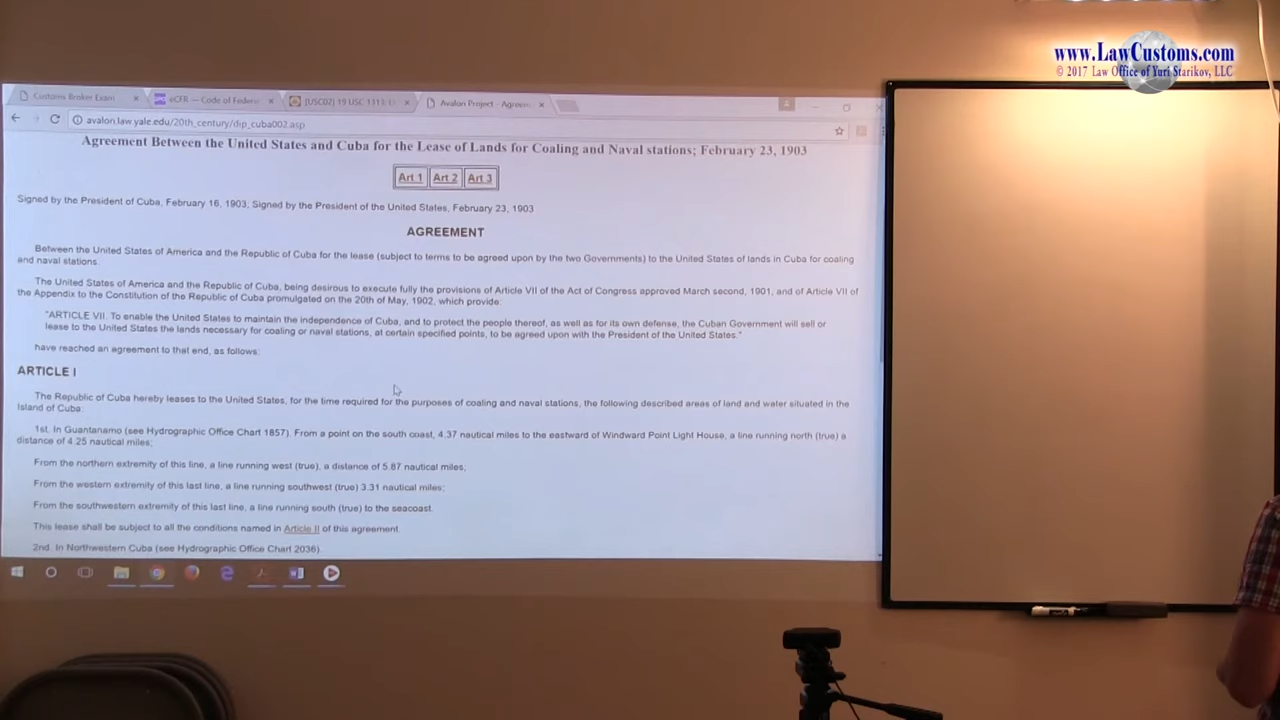 www.LawCustoms.com
© 2017 Law Office of Yuri Starikov, LLC
Customs Broker Exam
eCFR — Code of Federa
[USC02] 19 USC 1313:
Avalon Project - Agreem
avalon.law.yale.edu/20th_century/dip_cuba002.asp
Agreement Between the United States and Cuba for the Lease of Lands for Coaling and Naval stations; February 23, 1903
Art 1 Art 2 Art 3
Signed by the President of Cuba, February 16, 1903; Signed by the President of the United States, February 23, 1903
AGREEMENT
Between the United States of America and the Republic of Cuba for the lease (subject to terms to be agreed upon by the two Governments) to the United States of lands in Cuba for coaling
and naval stations.
The United States of America and the Republic of Cuba, being desirous to execute fully the provisions of Article VII of the Act of Congress approved March second, 1901, and of Article VII of
the Appendix to the Constitution of the Republic of Cuba promulgated on the 20th of May, 1902, which provide:
"ARTICLE VII. To enable the United States to maintain the independence of Cuba, and to protect the people thereof, as well as for its own defense, the Cuban Government will sell or
lease to the United States the lands necessary for coaling or naval stations, at certain specified points, to be agreed upon with the President of the United States."
have reached an agreement to that end, as follows:
ARTICLE I
The Republic of Cuba hereby leases to the United States, for the time required for the purposes of coaling and naval stations, the following described areas of land and water situated in the
Island of Cuba:
1st. In Guantanamo (see Hydrographic Office Chart 1857). From a point on the south coast, 4.37 nautical miles to the eastward of Windward Point Light House, a line running north (true) a
distance of 4.25 nautical miles;
From the northern extremity of this line, a line running west (true), a distance of 5.87 nautical miles;
From the western extremity of this last line, a line running southwest (true) 3.31 nautical miles;
From the southwestern extremity of this last line, a line running south (true) to the seacoast.
This lease shall be subject to all the conditions named in Article II of this agreement.
2nd. In Northwestern Cuba (see Hydrographic Office Chart 2036).